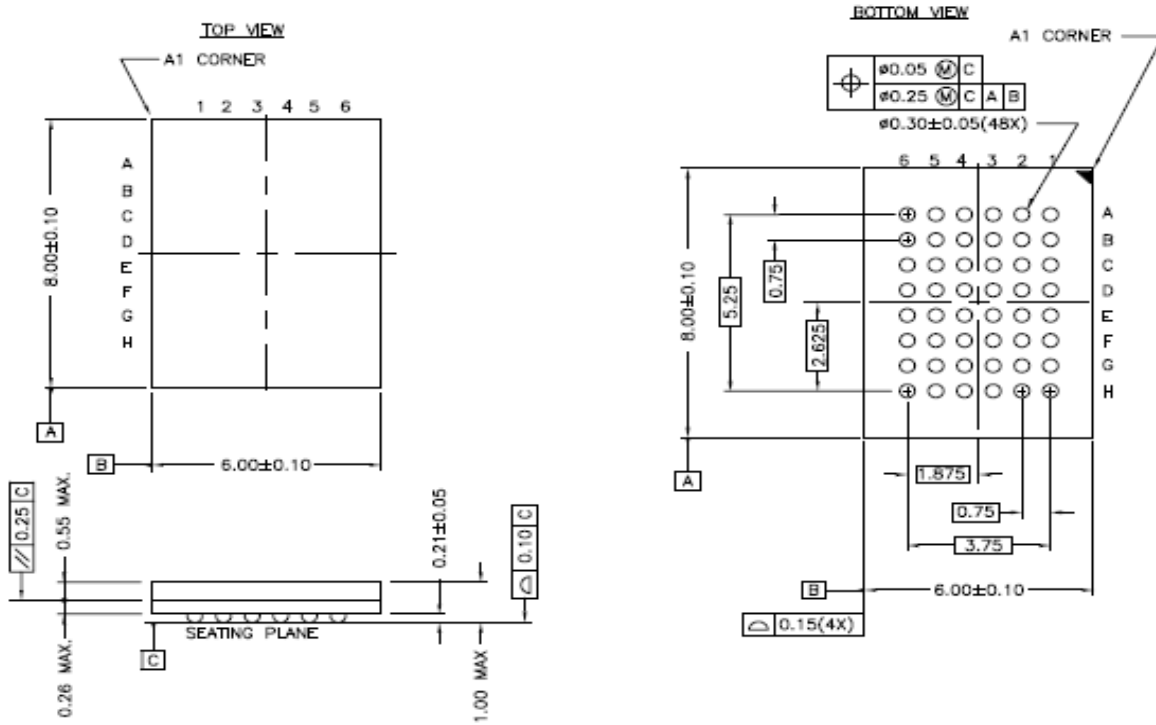 TOP VIEW
A1 CORNER
1 2 3 4 5 6
A
B
C
D
E
F
G
H
8.00±0.10
A
B
6.00±0.10
// 0.25 C
0.55 MAX.
0.26 MAX.
0.21±0.05
0.10 C
1.00 MAX
SEATING PLANE
C
BOTTOM VIEW
A1 CORNER
ø0.05 Ⓜ C
ø0.25 Ⓜ C A B
ø0.30±0.05(48X)
6 5 4 3 2 1
A
B
C
D
E
F
G
H
8.00±0.10
5.25
0.75
2.625
A
1.875
0.75
3.75
B
6.00±0.10
0.15(4X)